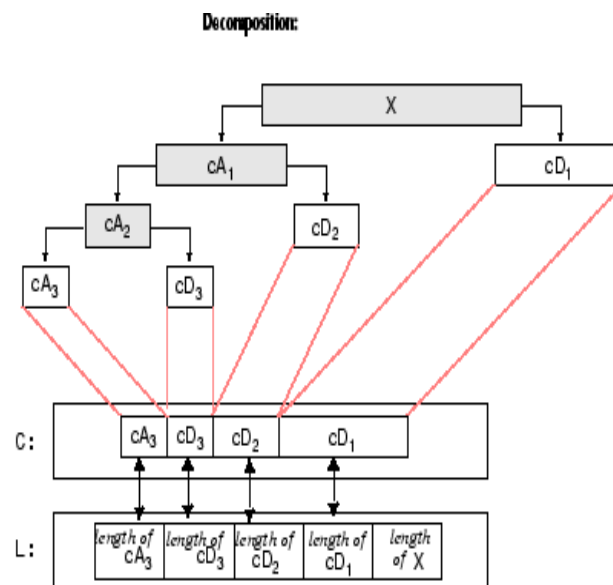 Decomposition:
X
cA₁ cD₁
cA₂ cD₂
cA₃ cD₃
C: cA₃ cD₃ cD₂ cD₁
L: length of cA₃ length of cD₃ length of cD₂ length of cD₁ length of X